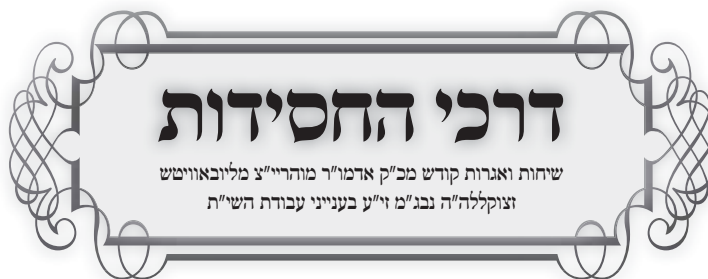 דרכי החסידות
שיחות ואגרות קודש מכ"ק אדמו"ר מוהריי"צ מליובאוויטש
זצוקללה"ה נבג"מ זי"ע בענייני עבודת השי"ת